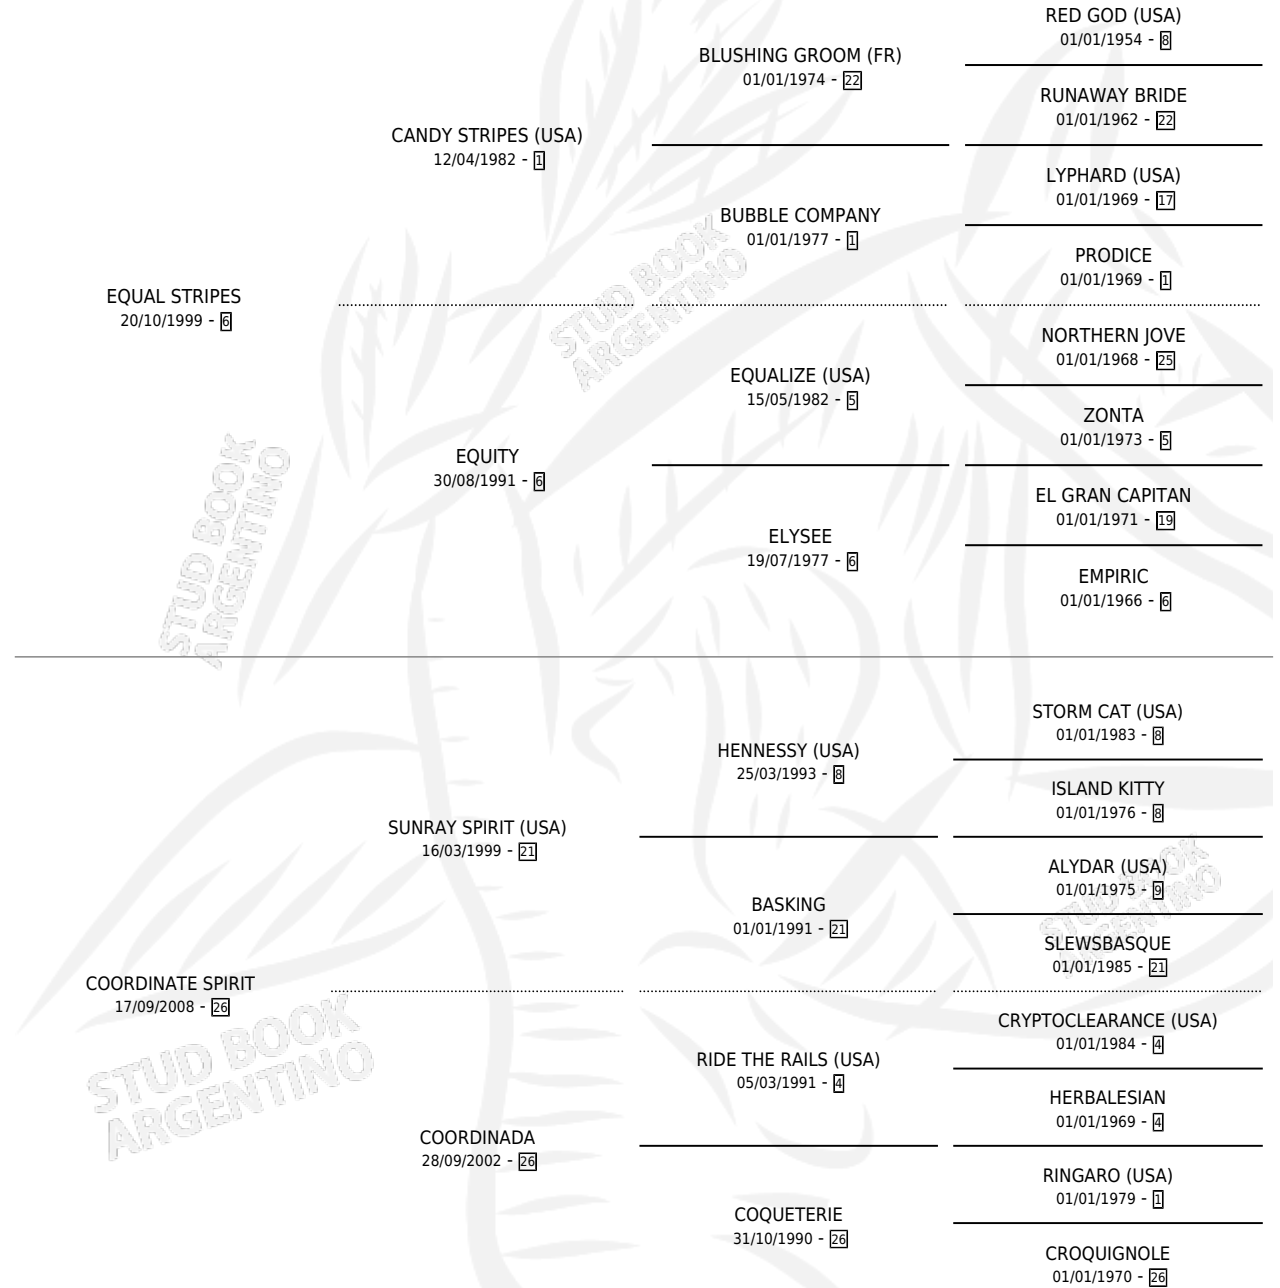 RED GOD (USA)
01/01/1954 - 8
BLUSHING GROOM (FR)
01/01/1974 - 22
RUNAWAY BRIDE
01/01/1962 - 22
CANDY STRIPES (USA)
12/04/1982 - 1
LYPHARD (USA)
01/01/1969 - 17
BUBBLE COMPANY
01/01/1977 - 1
PRODICE
01/01/1969 - 1
EQUAL STRIPES
20/10/1999 - 6
NORTHERN JOVE
01/01/1968 - 25
EQUALIZE (USA)
15/05/1982 - 5
ZONTA
01/01/1973 - 5
EQUITY
30/08/1991 - 6
EL GRAN CAPITAN
01/01/1971 - 19
ELYSEE
19/07/1977 - 6
EMPIRIC
01/01/1966 - 6
STUD BOOK
ARGENTINO
STUD BOOK
ARGENTINO
STORM CAT (USA)
01/01/1983 - 8
HENNESSY (USA)
25/03/1993 - 8
ISLAND KITTY
01/01/1976 - 8
SUNRAY SPIRIT (USA)
16/03/1999 - 21
ALYDAR (USA)
01/01/1975 - 9
BASKING
01/01/1991 - 21
SLEWSBASQUE
01/01/1985 - 21
COORDINATE SPIRIT
17/09/2008 - 26
CRYPTOCLEARANCE (USA)
01/01/1984 - 4
RIDE THE RAILS (USA)
05/03/1991 - 4
HERBALESIAN
01/01/1969 - 4
COORDINADA
28/09/2002 - 26
RINGARO (USA)
01/01/1979 - 1
COQUETERIE
31/10/1990 - 26
CROQUIGNOLE
01/01/1970 - 26
STUD BOOK
ARGENTINO
STUD BOOK
ARGENTINO